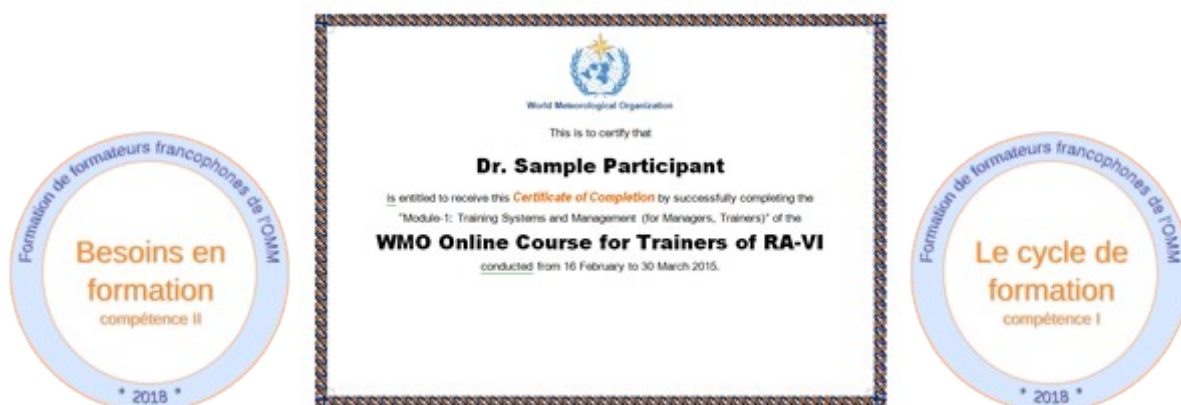 Formation de formateurs francophones de l'OMM
Besoins en
formation
compétence II
* 2018 *
World Meteorological Organization
This is to certify that
Dr. Sample Participant
is entitled to receive this Certificate of Completion by successfully completing the
"Module-1: Training Systems and Management (for Managers, Trainers)" of the
WMO Online Course for Trainers of RA-VI
conducted from 16 February to 30 March 2015.
Formation de formateurs francophones de l'OMM
Le cycle de
formation
compétence I
* 2018 *